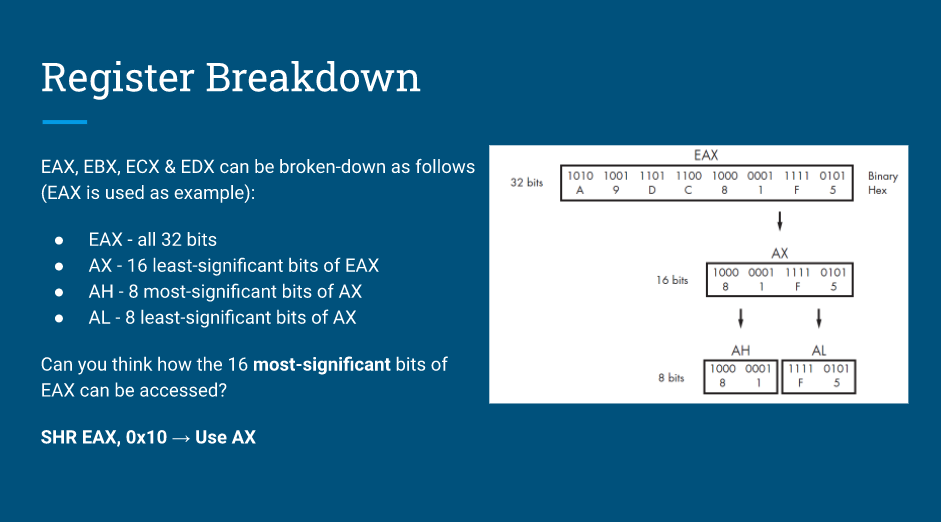 Register Breakdown
EAX, EBX, ECX & EDX can be broken-down as follows
(EAX is used as example):
● EAX - all 32 bits
● AX - 16 least-significant bits of EAX
● AH - 8 most-significant bits of AX
● AL - 8 least-significant bits of AX
Can you think how the 16 most-significant bits of
EAX can be accessed?
SHR EAX, 0x10 → Use AX
EAX
32 bits
1010 1001 1101 1100 1000 0001 1111 0101
Binary
A 9 D C 8 1 F 5
Hex
AX
16 bits
1000 0001 1111 0101
8 1 F 5
AH AL
8 bits
1000 0001 1111 0101
8 1 F 5